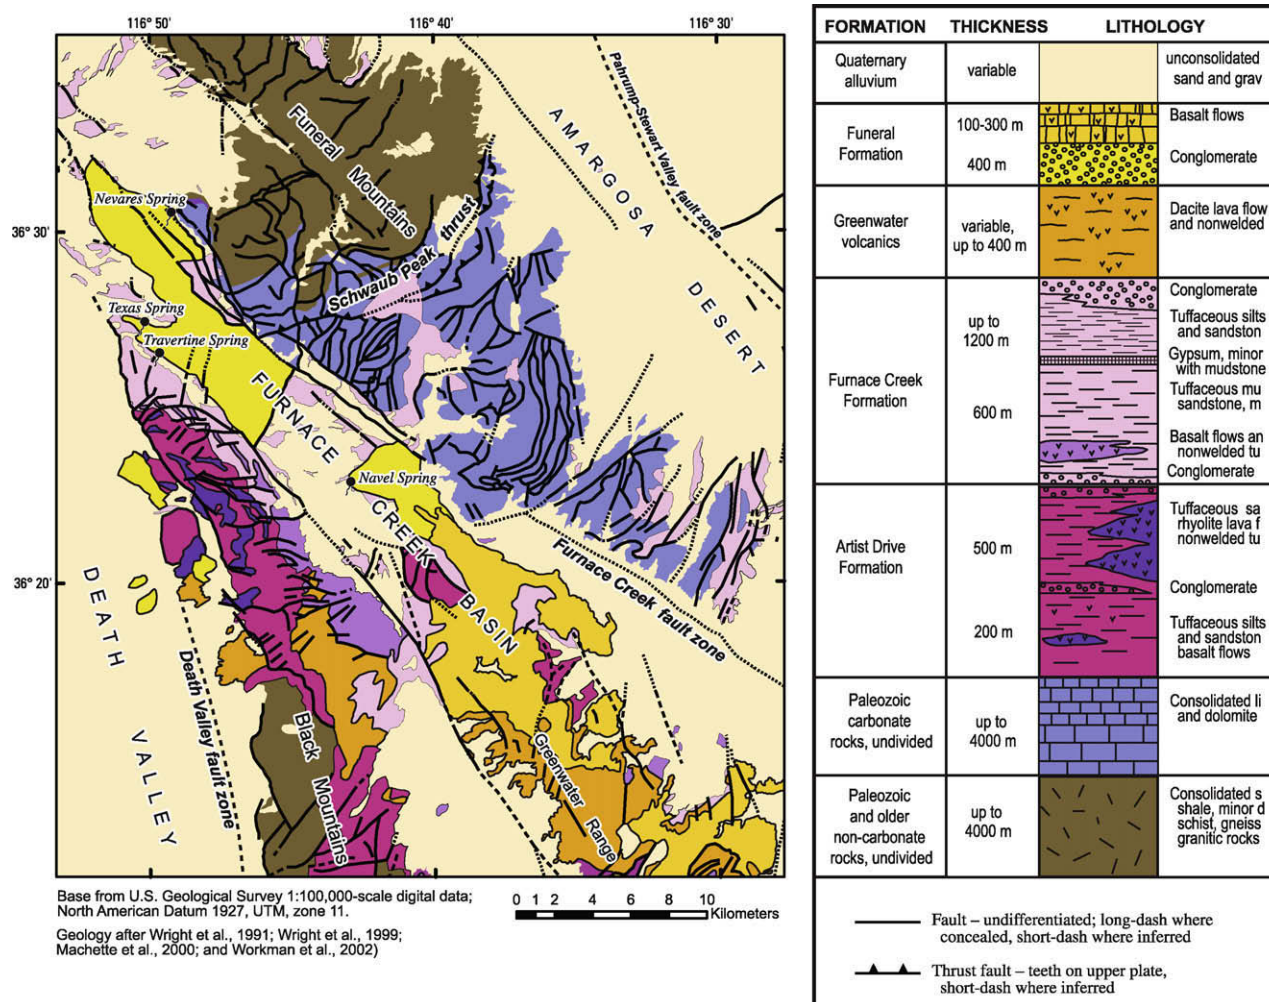 116° 50'
116° 40'
116° 30'
36° 30'
36° 20'
Funeral
Mountains
Pahrump-Stewart Valley fault zone
AMARGOSA
DESERT
Nevares Spring
Schwaub Peak thrust
Texas Spring
Travertine Spring
FURNACE
CREEK
BASIN
Navel Spring
Furnace Creek fault zone
DEATH
VALLEY
Death Valley fault zone
Black
Mountains
Greenwater
Range
Base from U.S. Geological Survey 1:100,000-scale digital data;
North American Datum 1927, UTM, zone 11.
Geology after Wright et al., 1991; Wright et al., 1999;
Machette et al., 2000; and Workman et al., 2002)
0 1 2 4 6 8 10
Kilometers
FORMATION THICKNESS LITHOLOGY
Quaternary
alluvium
variable
unconsolidated
sand and grav
Funeral
Formation
100-300 m
400 m
Basalt flows
Conglomerate
Greenwater
volcanics
variable,
up to 400 m
Dacite lava flow
and nonwelded
Furnace Creek
Formation
up to
1200 m
600 m
Conglomerate
Tuffaceous silts
and sandston
Gypsum, minor
with mudstone
Tuffaceous mu
sandstone, m
Basalt flows an
nonwelded tu
Conglomerate
Artist Drive
Formation
500 m
200 m
Tuffaceous sa
rhyolite lava f
nonwelded tu
Conglomerate
Tuffaceous silts
and sandston
basalt flows
Paleozoic
carbonate
rocks, undivided
up to
4000 m
Consolidated li
and dolomite
Paleozoic
and older
non-carbonate
rocks, undivided
up to
4000 m
Consolidated s
shale, minor d
schist, gneiss
granitic rocks
Fault – undifferentiated; long-dash where
concealed, short-dash where inferred
Thrust fault – teeth on upper plate,
short-dash where inferred